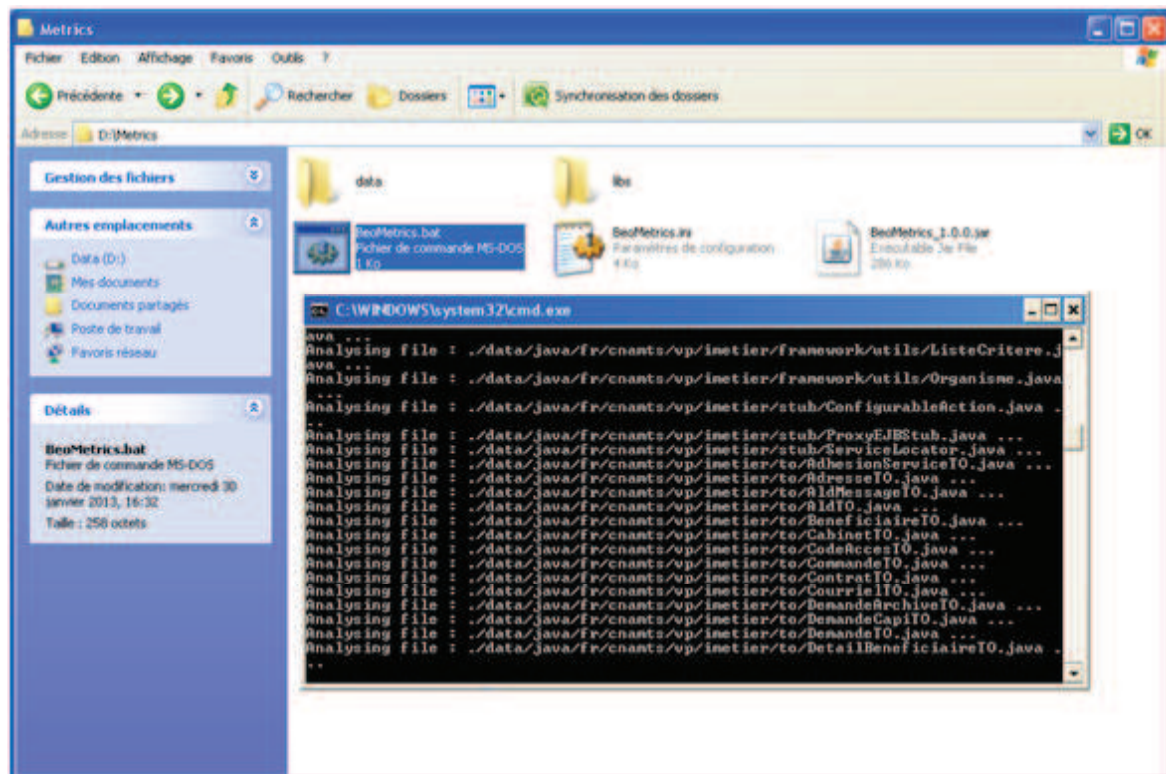 Metrics
Fichier Edition Affichage Favoris Outils ?
Précédente Rechercher Dossiers Synchronisation des dossiers
Adresse D:\Metrics OK
Gestion des fichiers
Autres emplacements
Data (D:)
Mes documents
Documents partagés
Poste de travail
Favoris réseau
Détails
BeoMetrics.bat
Fichier de commande MS-DOS
Date de modification: mercredi 30
janvier 2013, 16:32
Taille : 258 octets
data
libs
BeoMetrics.bat
Fichier de commande MS-DOS
1 Ko
BeoMetrics.ini
Paramètres de configuration
4 Ko
BeoMetrics_1.0.0.jar
Executable Jar File
286 Ko
C:\WINDOWS\system32\cmd.exe
ava ...
Analysing file : ./data/java/fr/cnamts/vp/imetier/framework/utils/ListeCritere.j
ava ...
Analysing file : ./data/java/fr/cnamts/vp/imetier/framework/utils/Organisme.java
...
Analysing file : ./data/java/fr/cnamts/vp/imetier/stub/ConfigurableAction.java .
..
Analysing file : ./data/java/fr/cnamts/vp/imetier/stub/ProxyEJBStub.java ...
Analysing file : ./data/java/fr/cnamts/vp/imetier/stub/ServiceLocator.java ...
Analysing file : ./data/java/fr/cnamts/vp/imetier/to/AdhesionServiceTO.java ...
Analysing file : ./data/java/fr/cnamts/vp/imetier/to/AdresseTO.java ...
Analysing file : ./data/java/fr/cnamts/vp/imetier/to/AldMessageTO.java ...
Analysing file : ./data/java/fr/cnamts/vp/imetier/to/AldTO.java ...
Analysing file : ./data/java/fr/cnamts/vp/imetier/to/BeneficiaireTO.java ...
Analysing file : ./data/java/fr/cnamts/vp/imetier/to/CabinetTO.java ...
Analysing file : ./data/java/fr/cnamts/vp/imetier/to/CodeAccesTO.java ...
Analysing file : ./data/java/fr/cnamts/vp/imetier/to/CommandeTO.java ...
Analysing file : ./data/java/fr/cnamts/vp/imetier/to/ContratTO.java ...
Analysing file : ./data/java/fr/cnamts/vp/imetier/to/CourrielTO.java ...
Analysing file : ./data/java/fr/cnamts/vp/imetier/to/DemandeArchiveTO.java ...
Analysing file : ./data/java/fr/cnamts/vp/imetier/to/DemandeCapiTO.java ...
Analysing file : ./data/java/fr/cnamts/vp/imetier/to/DemandeTO.java ...
Analysing file : ./data/java/fr/cnamts/vp/imetier/to/DetailBeneficiaireTO.java .
..